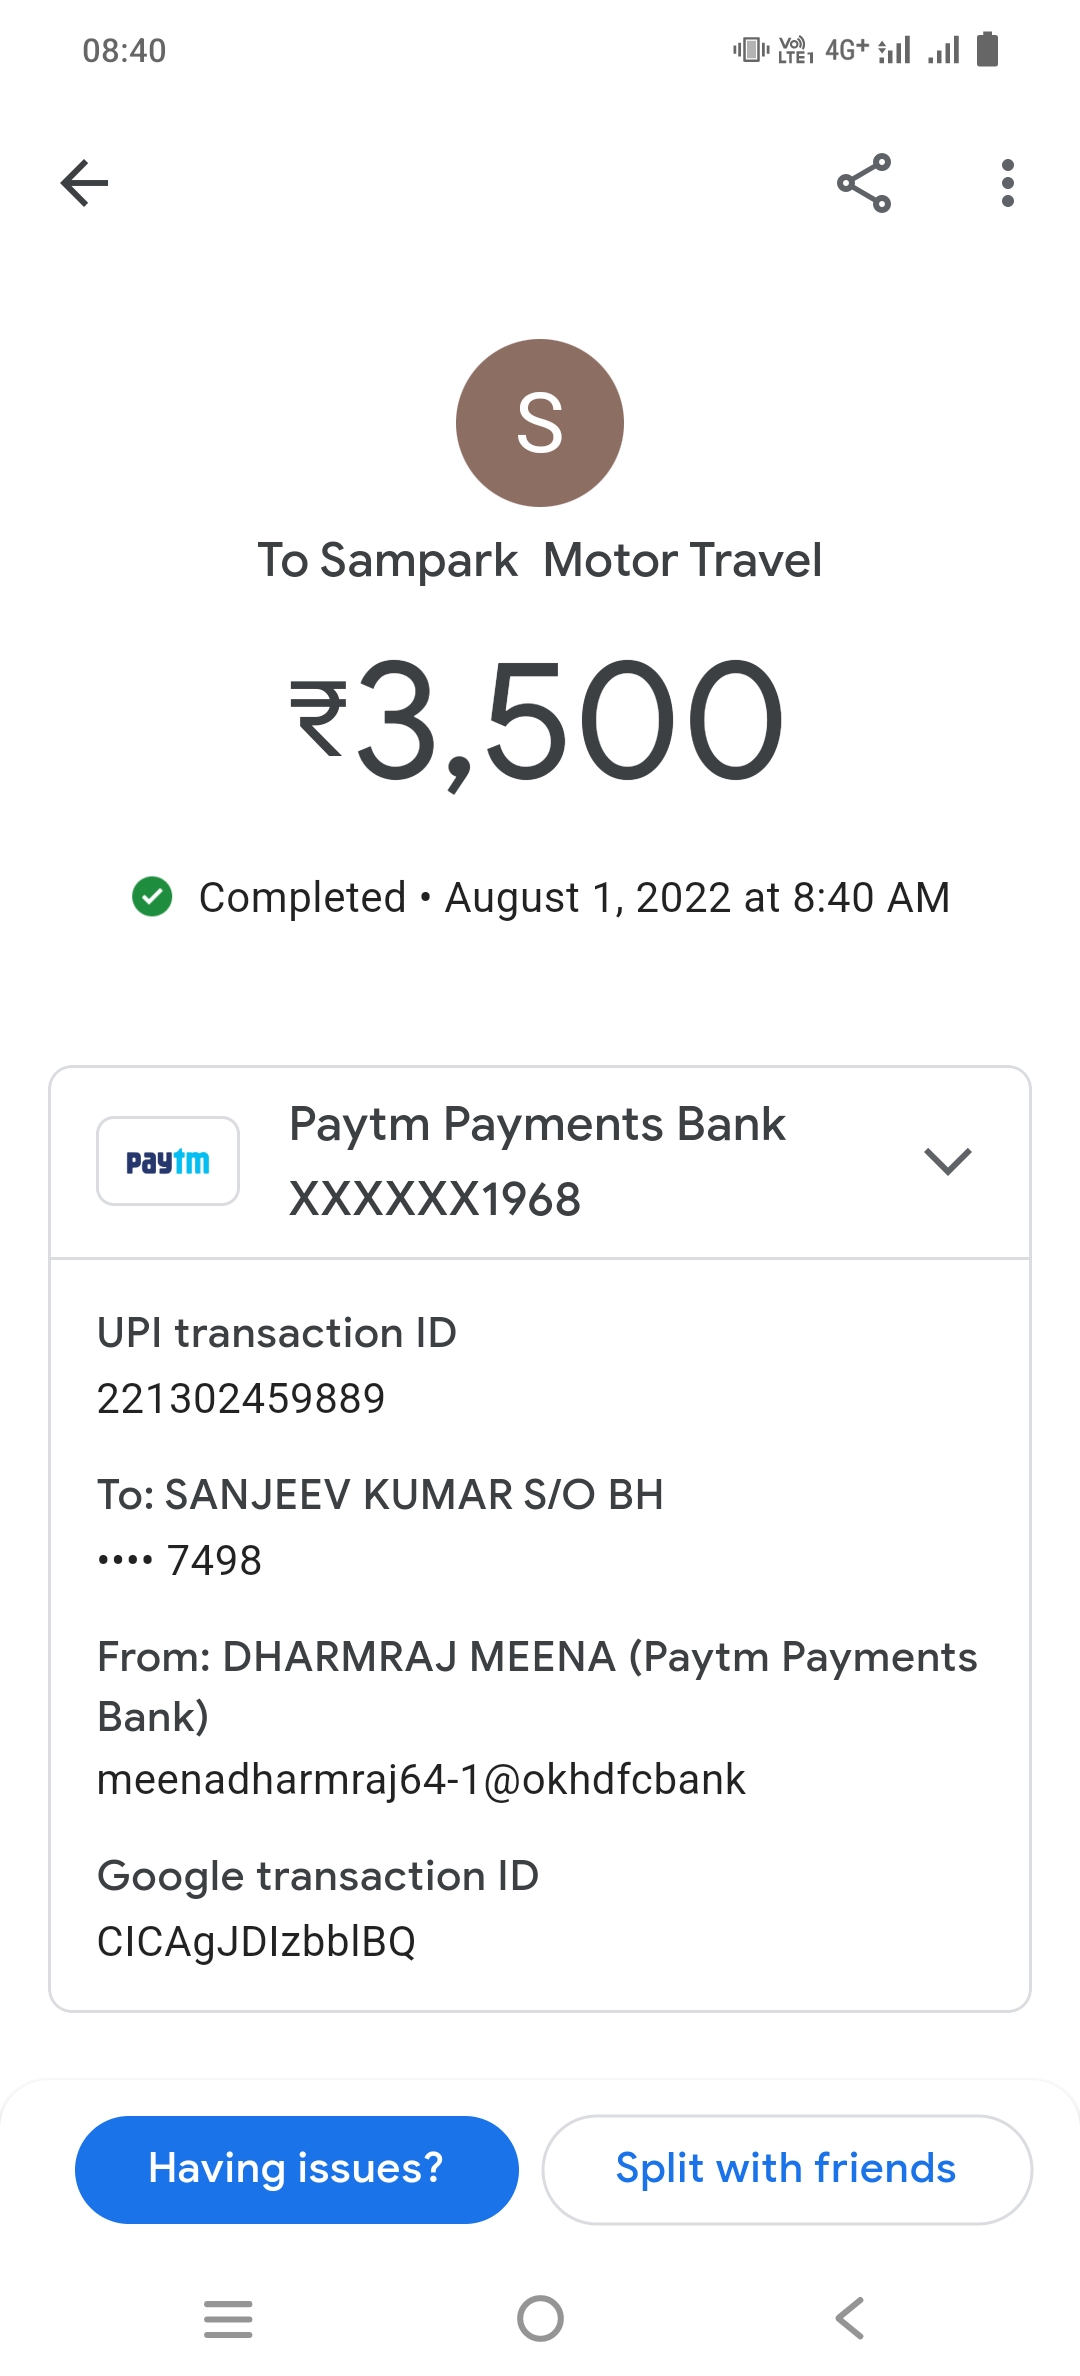 08:40
Vo)) LTE1 4G+
S
To Sampark  Motor Travel
₹3,500
Completed • August 1, 2022 at 8:40 AM
paytm
Paytm Payments Bank
XXXXXX1968
UPI transaction ID
221302459889
To: SANJEEV KUMAR S/O BH
•••• 7498
From: DHARMRAJ MEENA (Paytm Payments
Bank)
meenadharmraj64-1@okhdfcbank
Google transaction ID
CICAgJDIzbblBQ
Having issues?
Split with friends